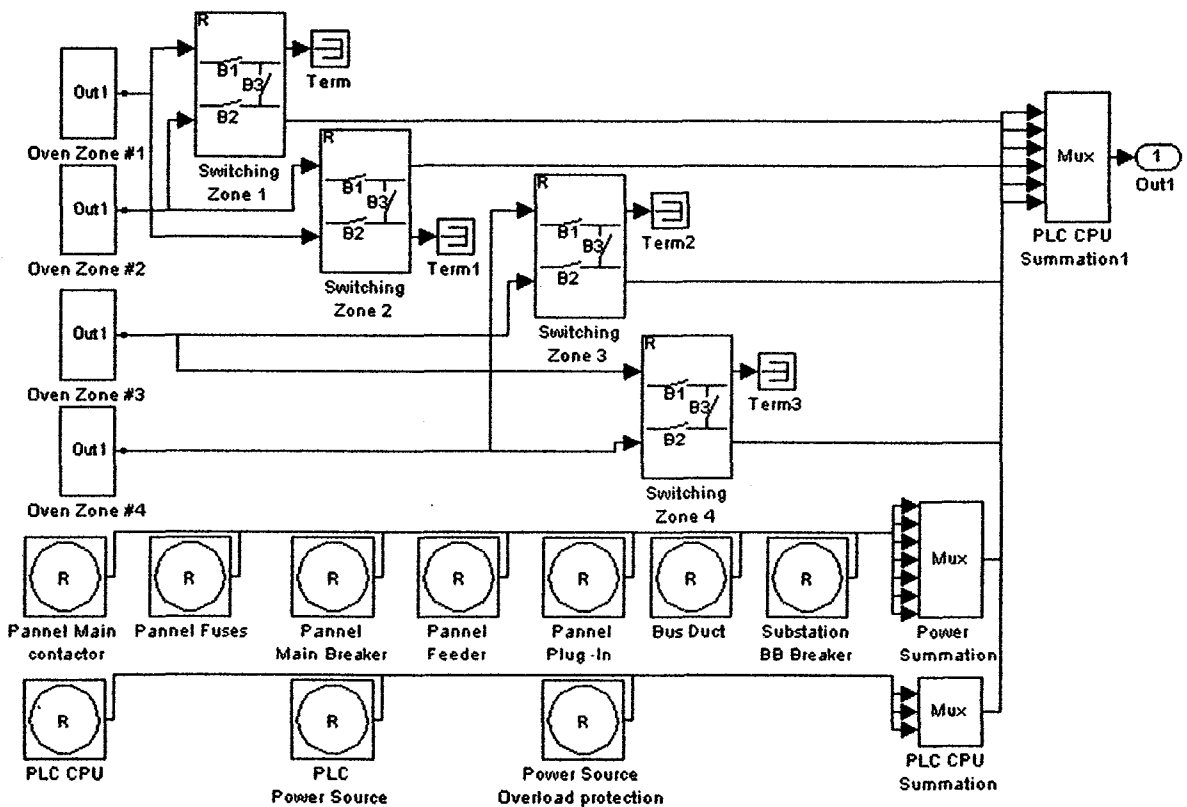 R
B1
B3
B2
Switching
Zone 1
Term
Out1
Oven Zone #1
Mux
PLC CPU
Summation1
1
Out1
R
B1
B3
B2
Switching
Zone 2
Term1
Out1
Oven Zone #2
R
B1
B3
B2
Switching
Zone 3
Term2
Out1
Oven Zone #3
R
B1
B3
B2
Switching
Zone 4
Term3
Out1
Oven Zone #4
R
Pannel Main
contactor
R
Pannel Fuses
R
Pannel
Main Breaker
R
Pannel
Feeder
R
Pannel
Plug-In
R
Bus Duct
R
Substation
BB Breaker
Mux
Power
Summation
R
PLC CPU
R
PLC
Power Source
R
Power Source
Overload protection
Mux
PLC CPU
Summation